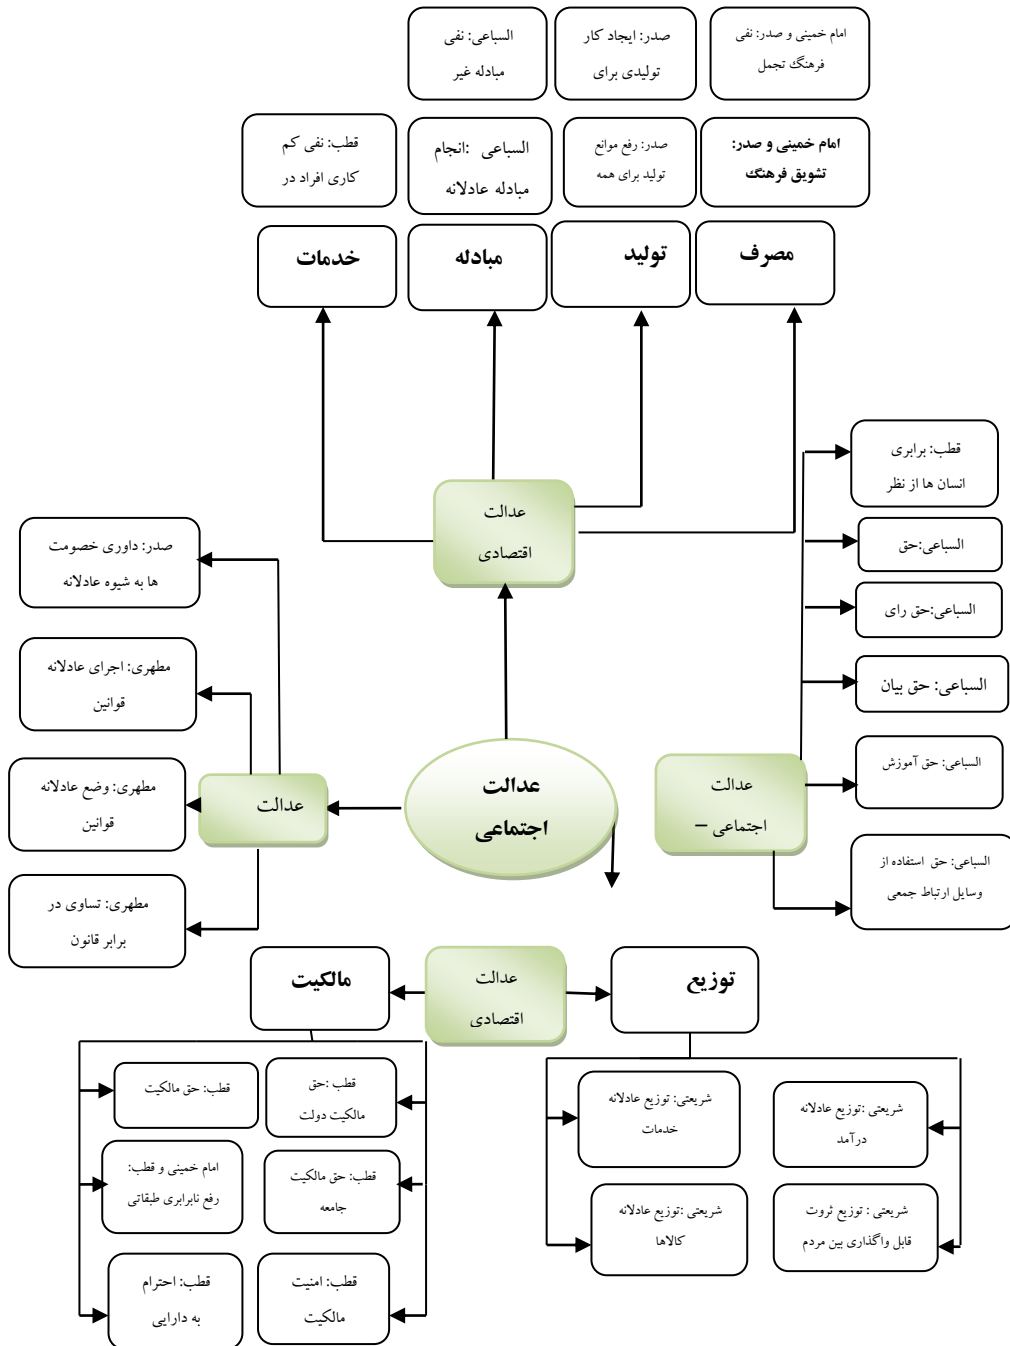 امام خمینی و صدر: نفی
فرهنگ تجمل
صدر: ایجاد کار
تولیدی برای
السباعی: نفی
مبادله غیر
امام خمینی و صدر:
تشویق فرهنگ
صدر: رفع موانع
تولید برای همه
السباعی :انجام
مبادله عادلانه
قطب: نفی کم
کاری افراد در
مصرف
تولید
مبادله
خدمات
قطب: برابری
انسان ها از نظر
عدالت
اقتصادی
السباعی:حق
صدر: داوری خصومت
ها به شیوه عادلانه
السباعی:حق رای
السباعی: حق بیان
مطهری: اجرای عادلانه
قوانین
السباعی: حق آموزش
عدالت
اجتماعی –
عدالت
اجتماعی
عدالت
مطهری: وضع عادلانه
قوانین
السباعی: حق استفاده از
وسایل ارتباط جمعی
مطهری: تساوی در
برابر قانون
توزیع
عدالت
اقتصادی
مالکیت
شریعتی :توزیع عادلانه
درآمد
شریعتی: توزیع عادلانه
خدمات
قطب :حق
مالکیت دولت
قطب: حق مالکیت
شریعتی : توزیع ثروت
قابل واگذاری بین مردم
شریعتی :توزیع عادلانه
کالاها
قطب: حق مالکیت
جامعه
امام خمینی و قطب:
رفع نابرابری طبقاتی
قطب: امنیت
مالکیت
قطب: احترام
به دارایی